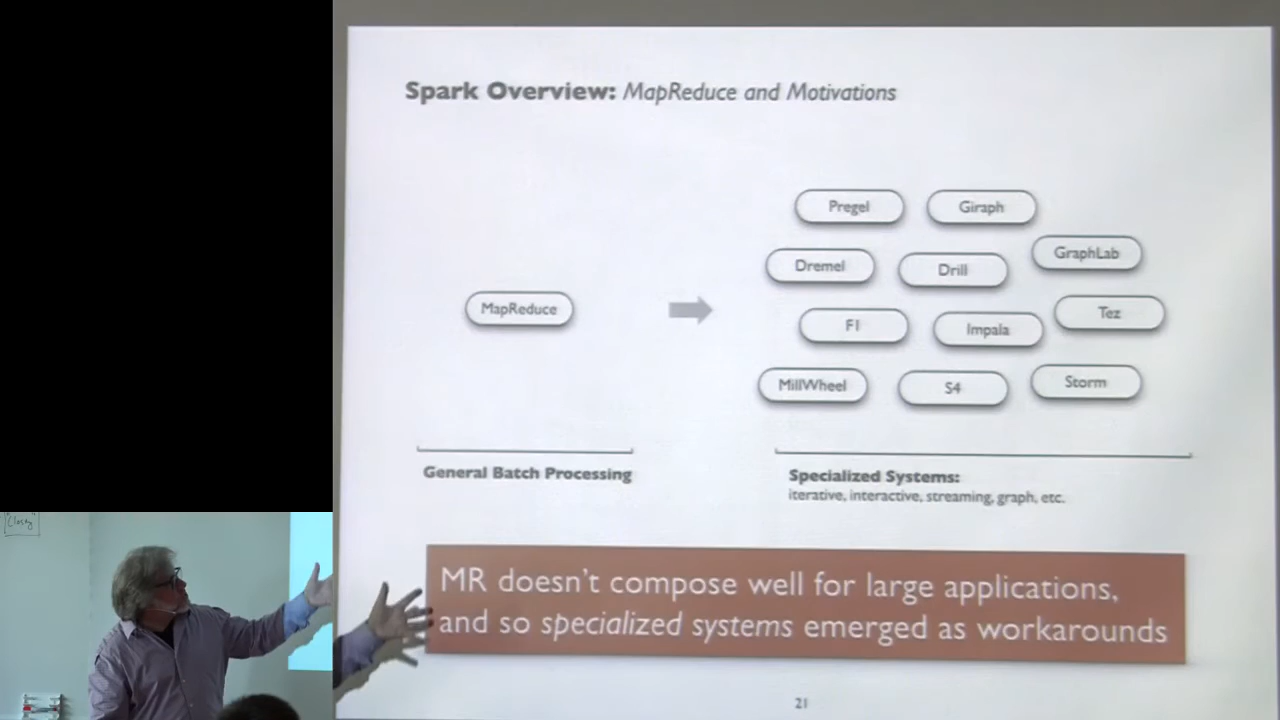 Spark Overview: MapReduce and Motivations
Pregel
Giraph
GraphLab
Dremel
Drill
MapReduce
F1
Impala
Tez
MillWheel
S4
Storm
General Batch Processing
Specialized Systems:
iterative, interactive, streaming, graph, etc.
MR doesn't compose well for large applications,
and so specialized systems emerged as workarounds
21